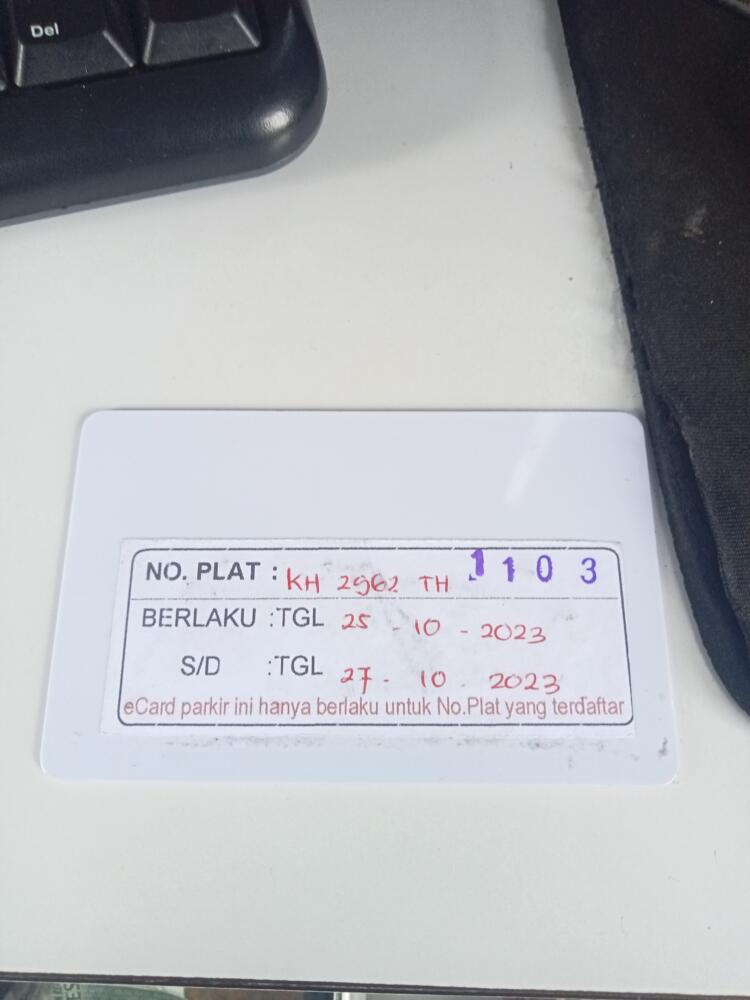 Del
NO. PLAT : KH 2962 TH 1103
BERLAKU :TGL 25 - 10 - 2023
S/D :TGL 27 - 10 - 2023
eCard parkir ini hanya berlaku untuk No.Plat yang terdaftar